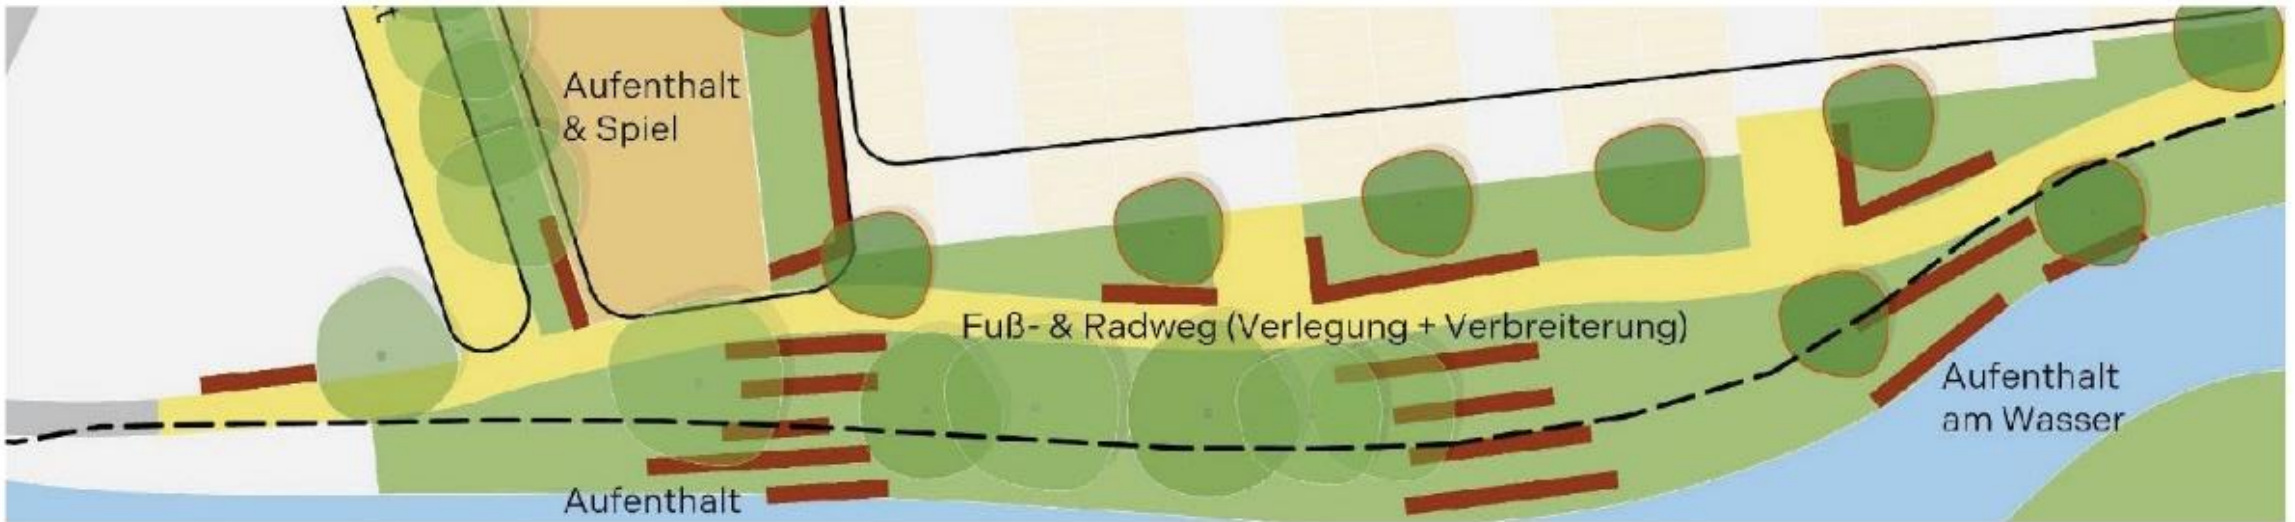 Aufenthalt
& Spiel
Fuß- & Radweg (Verlegung + Verbreiterung)
Aufenthalt
am Wasser
Aufenthalt